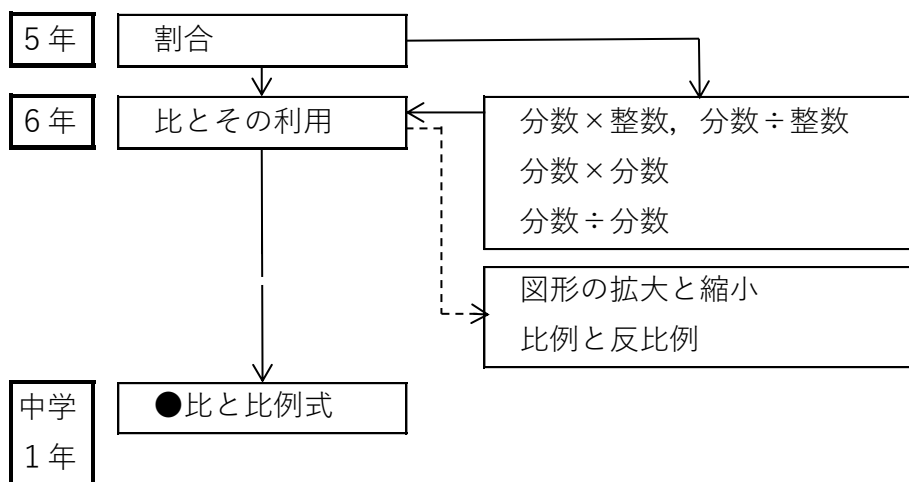 5年
割合
6年
比とその利用
分数×整数，分数÷整数
分数×分数
分数÷分数
図形の拡大と縮小
比例と反比例
中学
1年
●比と比例式